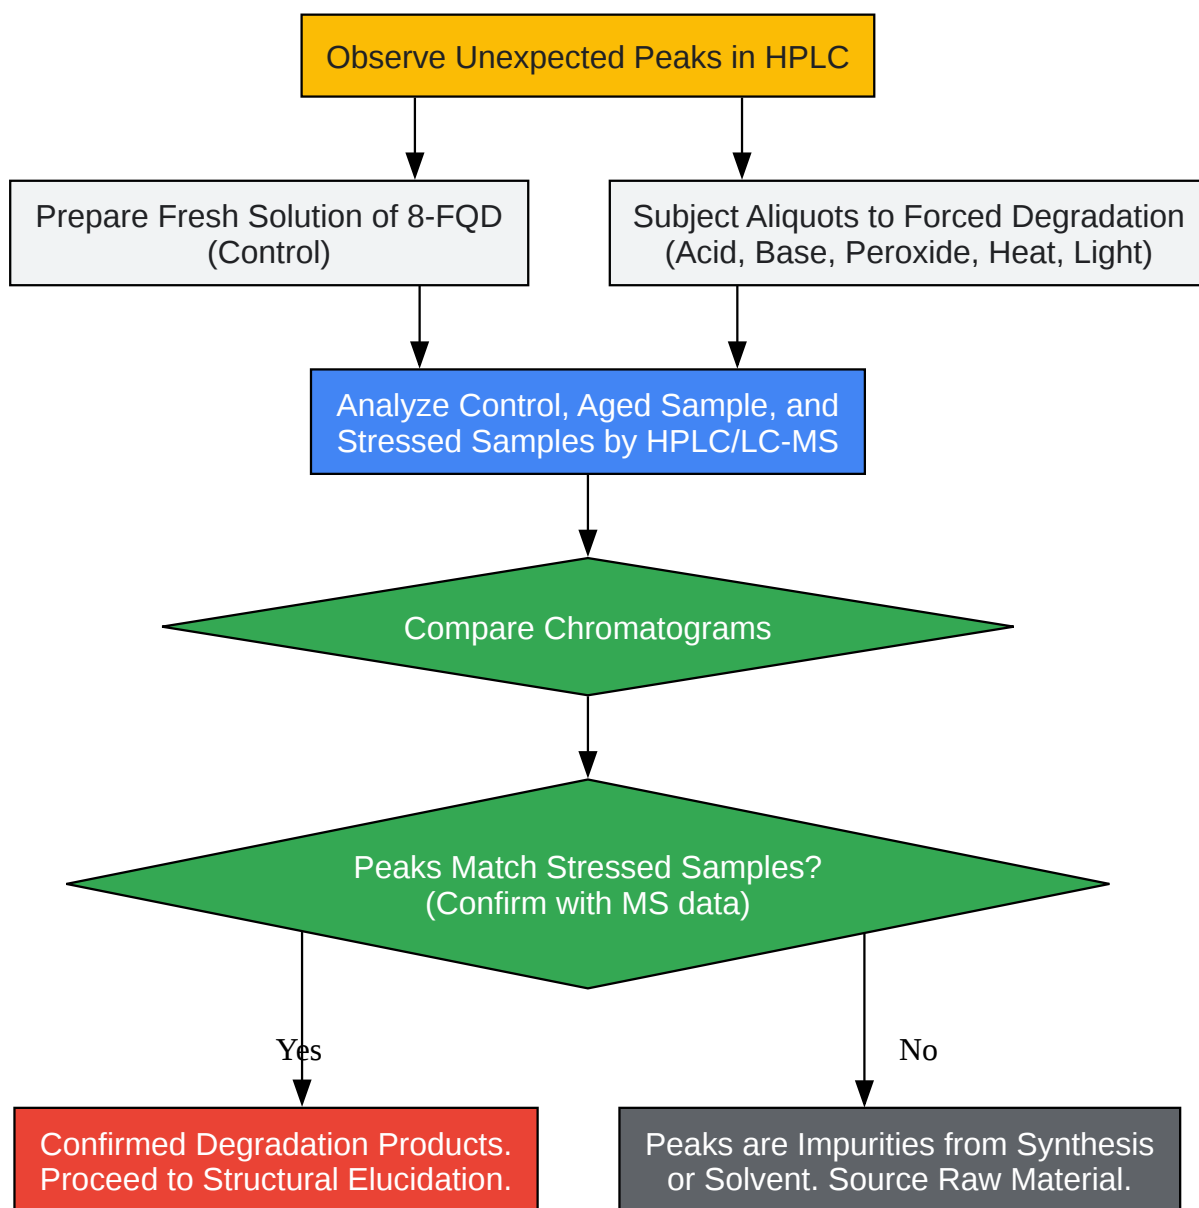 Observe Unexpected Peaks in HPLC
Prepare Fresh Solution of 8-FQD
(Control)
Subject Aliquots to Forced Degradation
(Acid, Base, Peroxide, Heat, Light)
Analyze Control, Aged Sample, and
Stressed Samples by HPLC/LC-MS
Compare Chromatograms
Peaks Match Stressed Samples?
(Confirm with MS data)
Yes
No
Confirmed Degradation Products.
Proceed to Structural Elucidation.
Peaks are Impurities from Synthesis
or Solvent. Source Raw Material.